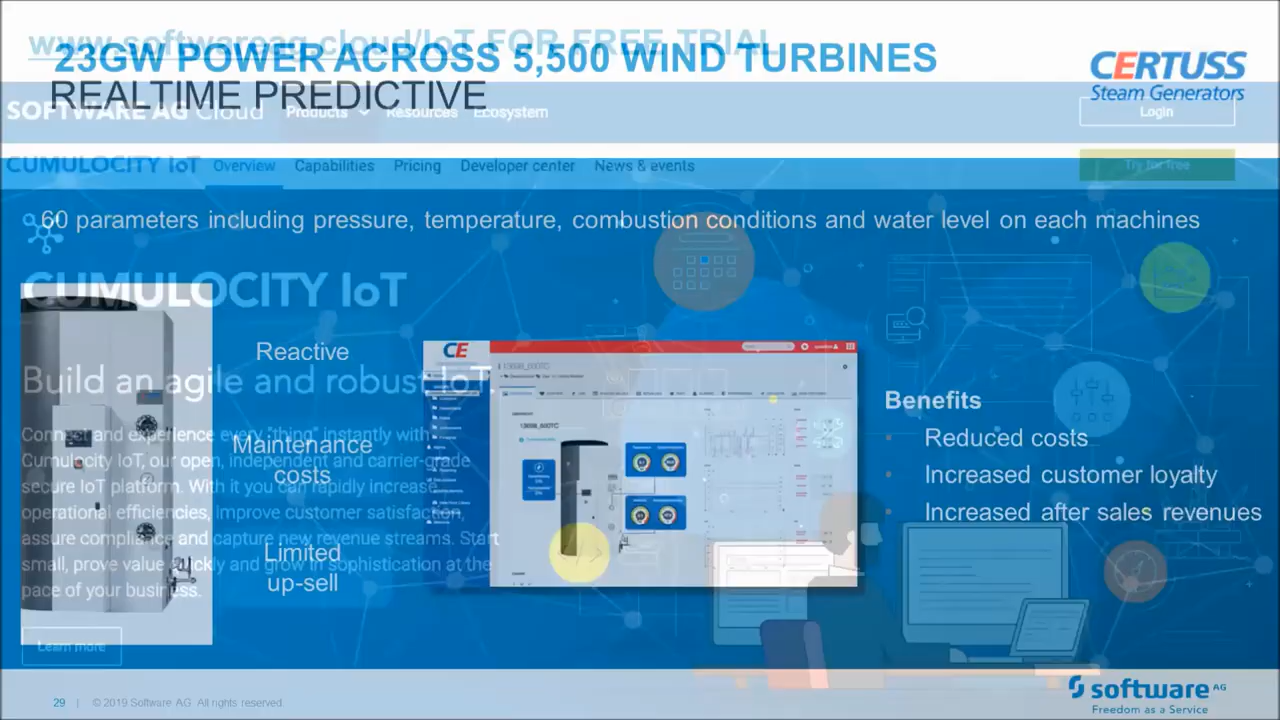 www.softwareag.cloud/IoT FOR FREE TRIAL
23GW POWER ACROSS 5,500 WIND TURBINES
REALTIME PREDICTIVE
CERTUSS
Steam Generators
SOFTWARE AG Cloud
Products
Resources
Ecosystem
Login
CUMULOCITY IoT
Overview
Capabilities
Pricing
Developer center
News & events
Try for free
60 parameters including pressure, temperature, combustion conditions and water level on each machines
CUMULOCITY IoT
Build an agile and robust IoT.
Connect and experience every "thing" instantly with
Cumulocity IoT, our open, independent and carrier-grade
secure IoT platform. With it you can rapidly increase
operational efficiencies, improve customer satisfaction,
assure compliance and capture new revenue streams. Start
small, prove value quickly and grow in sophistication at the
pace of your business.
Learn more
Reactive
Maintenance
costs
Limited
up-sell
CE
Benefits
Reduced costs
Increased customer loyalty
Increased after sales revenues
29 | © 2019 Software AG. All rights reserved.
software AG
Freedom as a Service